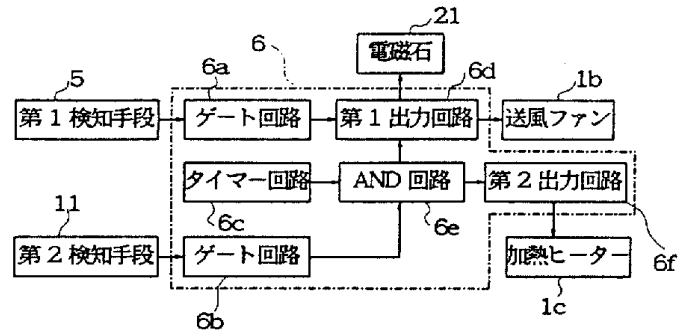 21
6
電磁石
5
6a
6d
1b
第1検知手段
ゲート回路
第1出力回路
送風ファン
タイマー回路
AND 回路
第2出力回路
11
6c
6e
第2検知手段
ゲート回路
加熱ヒーター
6f
6b
1c